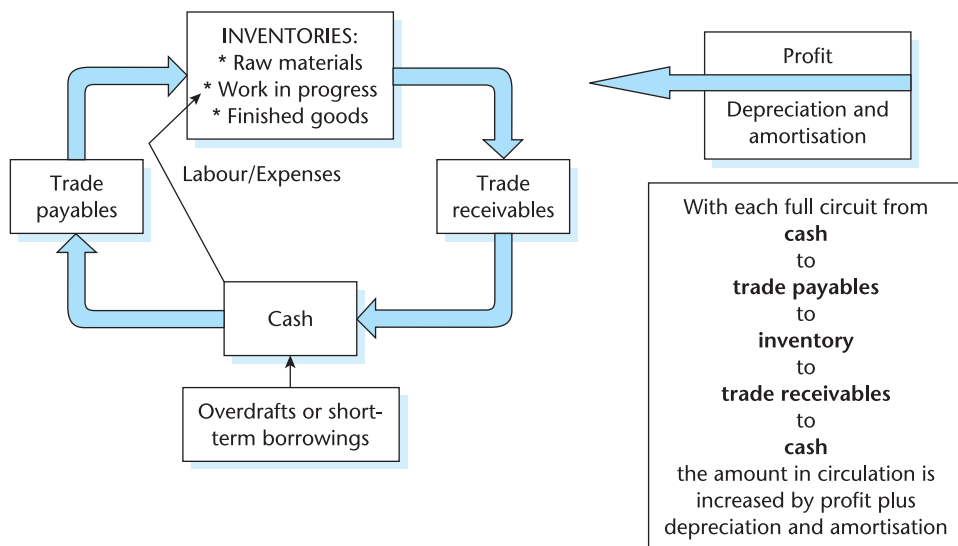 INVENTORIES:
* Raw materials
* Work in progress
* Finished goods
Profit
Depreciation and
amortisation
Labour/Expenses
Trade
payables
Trade
receivables
Cash
Overdrafts or short-
term borrowings
With each full circuit from
cash
to
trade payables
to
inventory
to
trade receivables
to
cash
the amount in circulation is
increased by profit plus
depreciation and amortisation